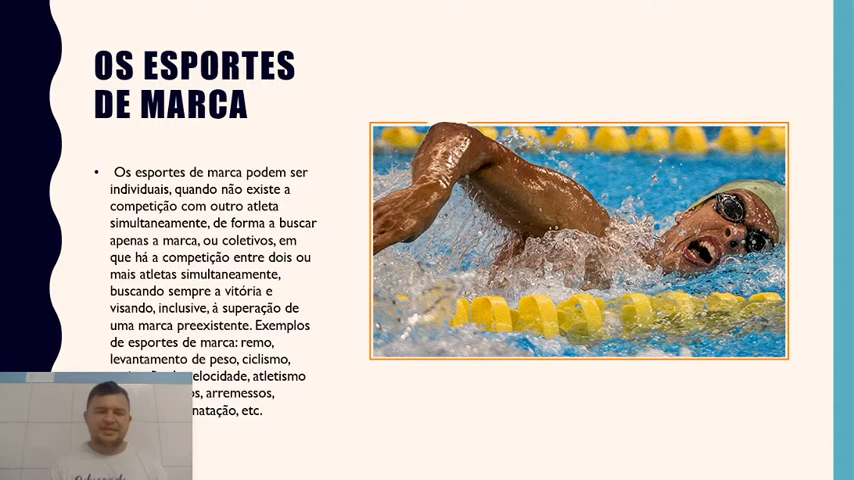 OS ESPORTES
DE MARCA
• Os esportes de marca podem ser
individuais, quando não existe a
competição com outro atleta
simultaneamente, de forma a buscar
apenas a marca, ou coletivos, em
que há a competição entre dois ou
mais atletas simultaneamente,
buscando sempre a vitória e
visando, inclusive, à superação de
uma marca preexistente. Exemplos
de esportes de marca: remo,
levantamento de peso, ciclismo,
velocidade, atletismo
arremessos,
natação, etc.